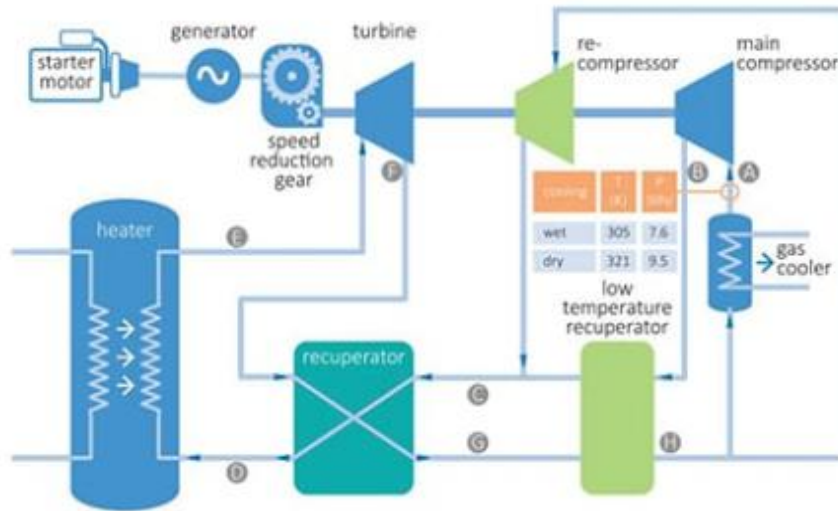 generator
turbine
starter
motor
re-
compressor
main
compressor
speed
reduction
gear
F
B
A
cooling
T
(K)
P
wet
305
7.6
dry
321
9.5
heater
E
gas
cooler
low
temperature
recuperator
recuperator
C
G
H
D